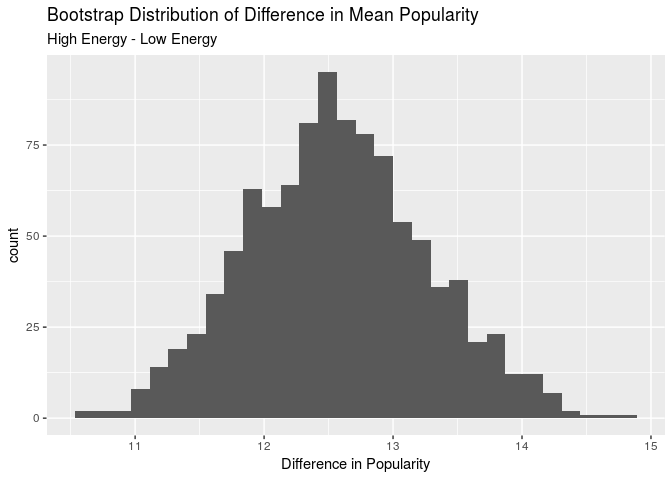 Bootstrap Distribution of Difference in Mean Popularity
High Energy - Low Energy
count
75
50
25
0
11 12 13 14 15
Difference in Popularity